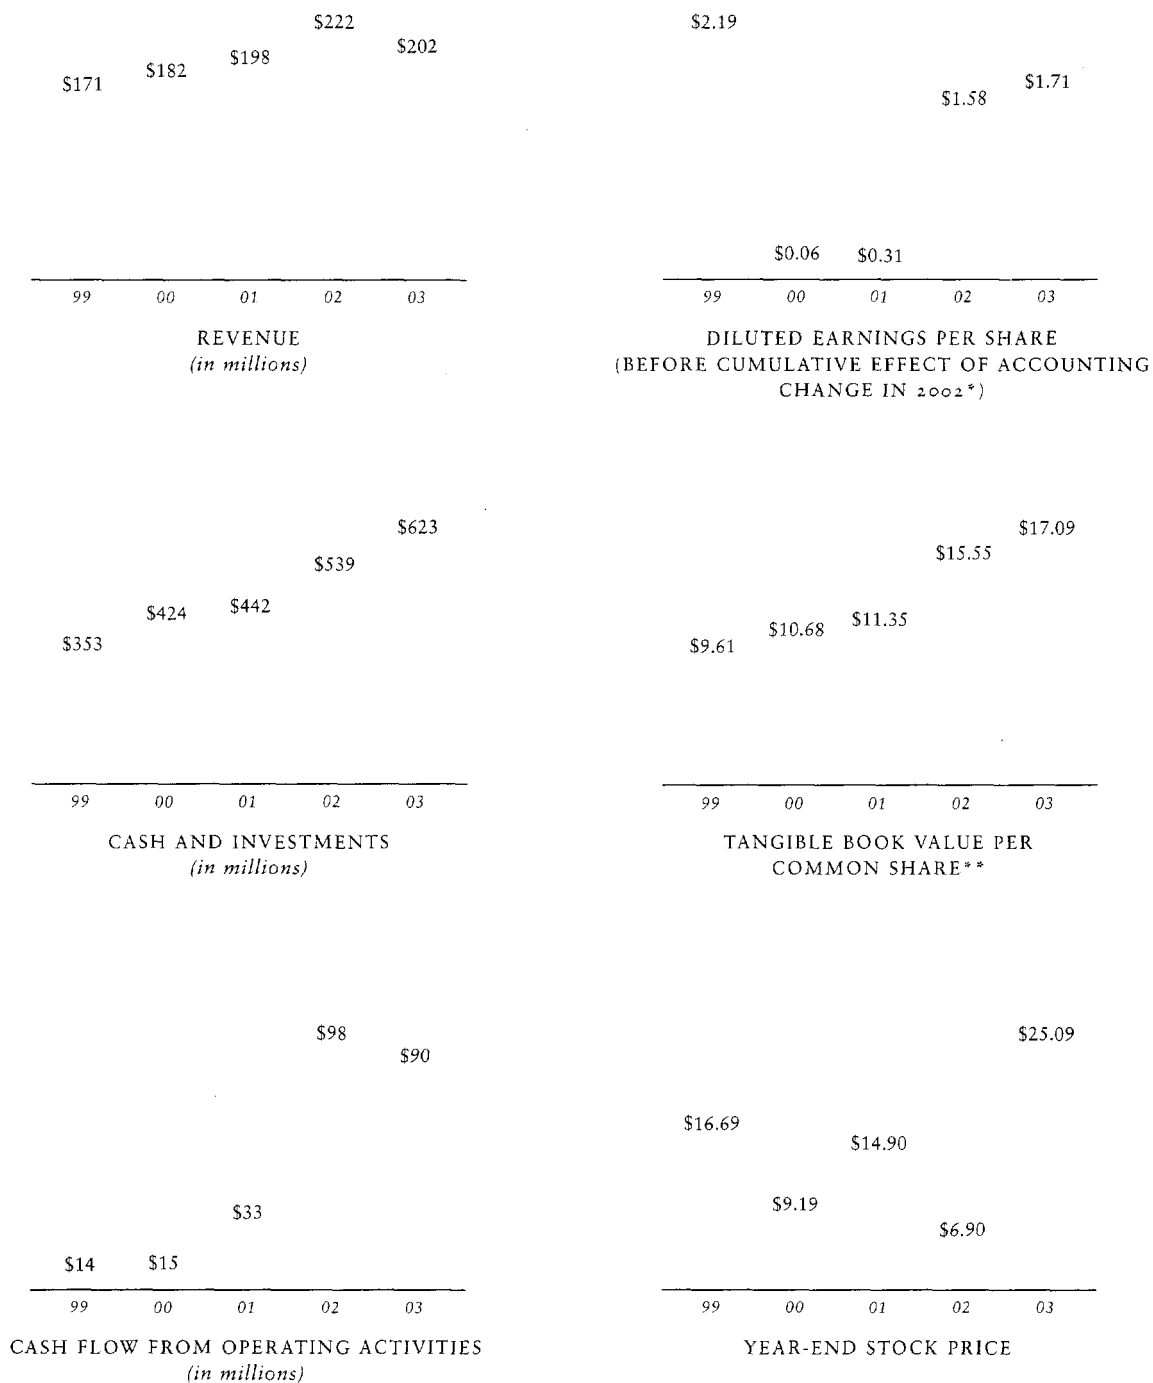 $171 $182 $198 $222 $202
99 00 01 02 03
REVENUE
(in millions)
$2.19 $0.06 $0.31 $1.58 $1.71
99 00 01 02 03
DILUTED EARNINGS PER SHARE
(BEFORE CUMULATIVE EFFECT OF ACCOUNTING
CHANGE IN 2002*)
$353 $424 $442 $539 $623
99 00 01 02 03
CASH AND INVESTMENTS
(in millions)
$9.61 $10.68 $11.35 $15.55 $17.09
99 00 01 02 03
TANGIBLE BOOK VALUE PER
COMMON SHARE**
$14 $15 $33 $98 $90
99 00 01 02 03
CASH FLOW FROM OPERATING ACTIVITIES
(in millions)
$16.69 $9.19 $14.90 $6.90 $25.09
99 00 01 02 03
YEAR-END STOCK PRICE